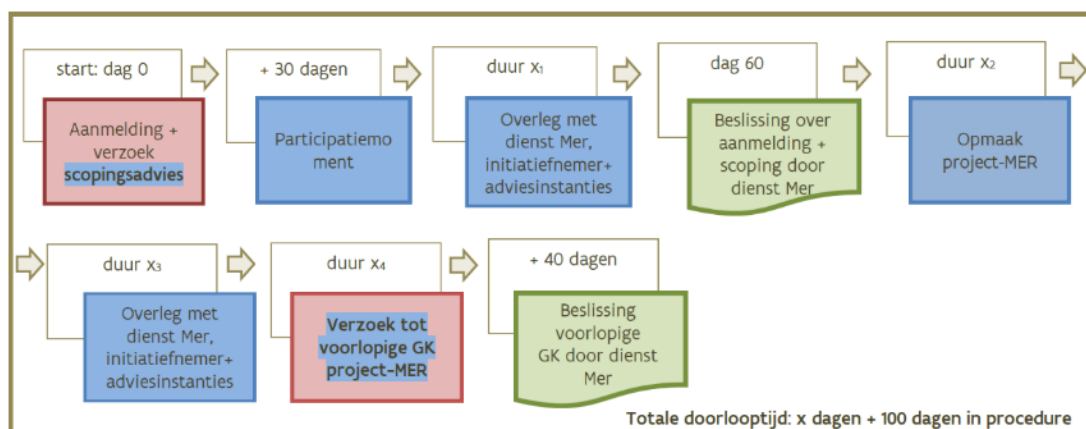 start: dag 0
Aanmelding +
verzoek
scopingsadvies
+ 30 dagen
Participatiemo
ment
duur x₁
Overleg met
dienst Mer,
initiatiefnemer+
adviesinstanties
dag 60
Beslissing over
aanmelding +
scoping door
dienst Mer
duur x₂
Opmaak
project-MER
duur x₃
Overleg met
dienst Mer,
initiatiefnemer+
adviesinstanties
duur x₄
Verzoek tot
voorlopige GK
project-MER
+ 40 dagen
Beslissing
voorlopige
GK door dienst
Mer
Totale doorlooptijd: x dagen + 100 dagen in procedure